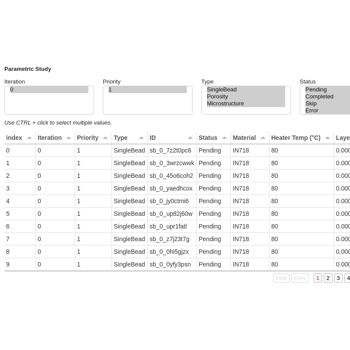 Parametric Study
Iteration Priority Type Status
0 1 SingleBead Pending
Porosity Completed
Microstructure Skip
Error
Use CTRL + click to select multiple values.
index Iteration Priority Type ID Status Material Heater Temp (°C) Laye
0 0 1 SingleBead sb_0_7z2t0pc6 Pending IN718 80 0.000
1 0 1 SingleBead sb_0_3wrzcwwk Pending IN718 80 0.000
2 0 1 SingleBead sb_0_45o6coh2 Pending IN718 80 0.000
3 0 1 SingleBead sb_0_yaedhcox Pending IN718 80 0.000
4 0 1 SingleBead sb_0_jy0ctmi6 Pending IN718 80 0.000
5 0 1 SingleBead sb_0_up82j60w Pending IN718 80 0.000
6 0 1 SingleBead sb_0_upr1fatl Pending IN718 80 0.000
7 0 1 SingleBead sb_0_z7j23t7g Pending IN718 80 0.000
8 0 1 SingleBead sb_0_0hi5gjzx Pending IN718 80 0.000
9 0 1 SingleBead sb_0_0yfy3psn Pending IN718 80 0.000
First Prev 1 2 3 4